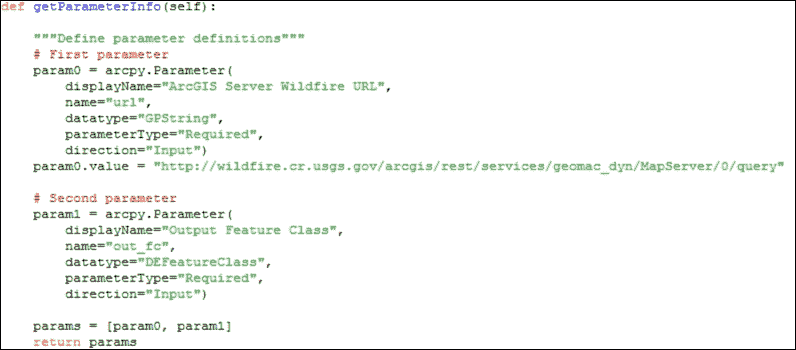 def getParameterInfo(self):
"""Define parameter definitions"""
# First parameter
param0 = arcpy.Parameter(
displayName="ArcGIS Server Wildfire URL",
name="url",
datatype="GPString",
parameterType="Required",
direction="Input")
param0.value = "http://wildfire.cr.usgs.gov/arcgis/rest/services/geomac_dyn/MapServer/0/query"
# Second parameter
param1 = arcpy.Parameter(
displayName="Output Feature Class",
name="out_fc",
datatype="DEFeatureClass",
parameterType="Required",
direction="Input")
params = [param0, param1]
return params